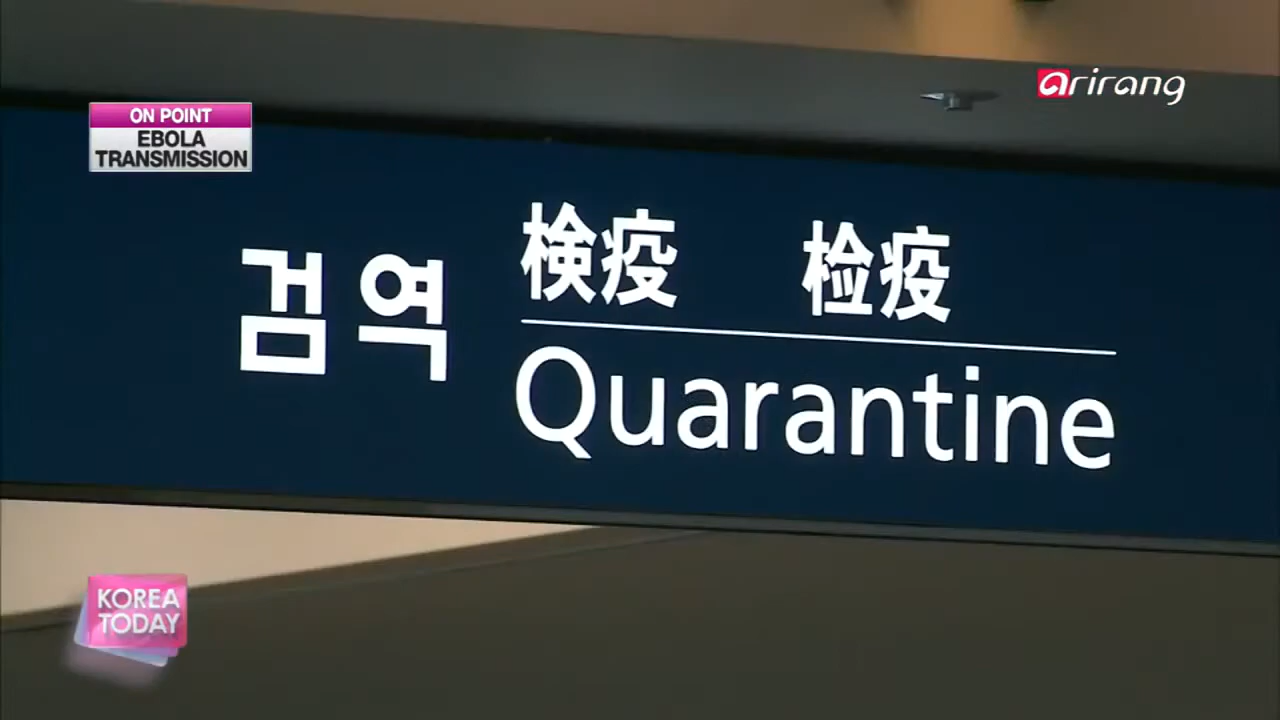 arirang
ON POINT
EBOLA
TRANSMISSION
검역
検疫 检疫
Quarantine
KOREA
TODAY